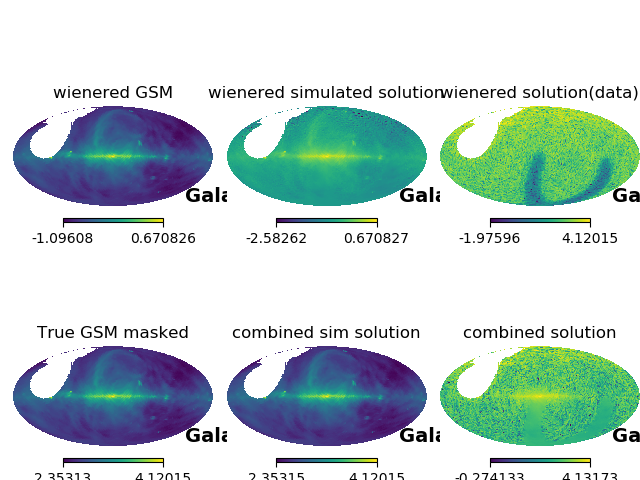 wienered GSM
wienered simulated solution
wienered solution(data)
Gala
Gala
Ga
-1.09608 0.670826
-2.58262 0.670827
-1.97596 4.12015
True GSM masked
combined sim solution
combined solution
Gala
Gala
Ga
2.35313 4.12015
2.35315 4.12015
-0.274133 4.13173